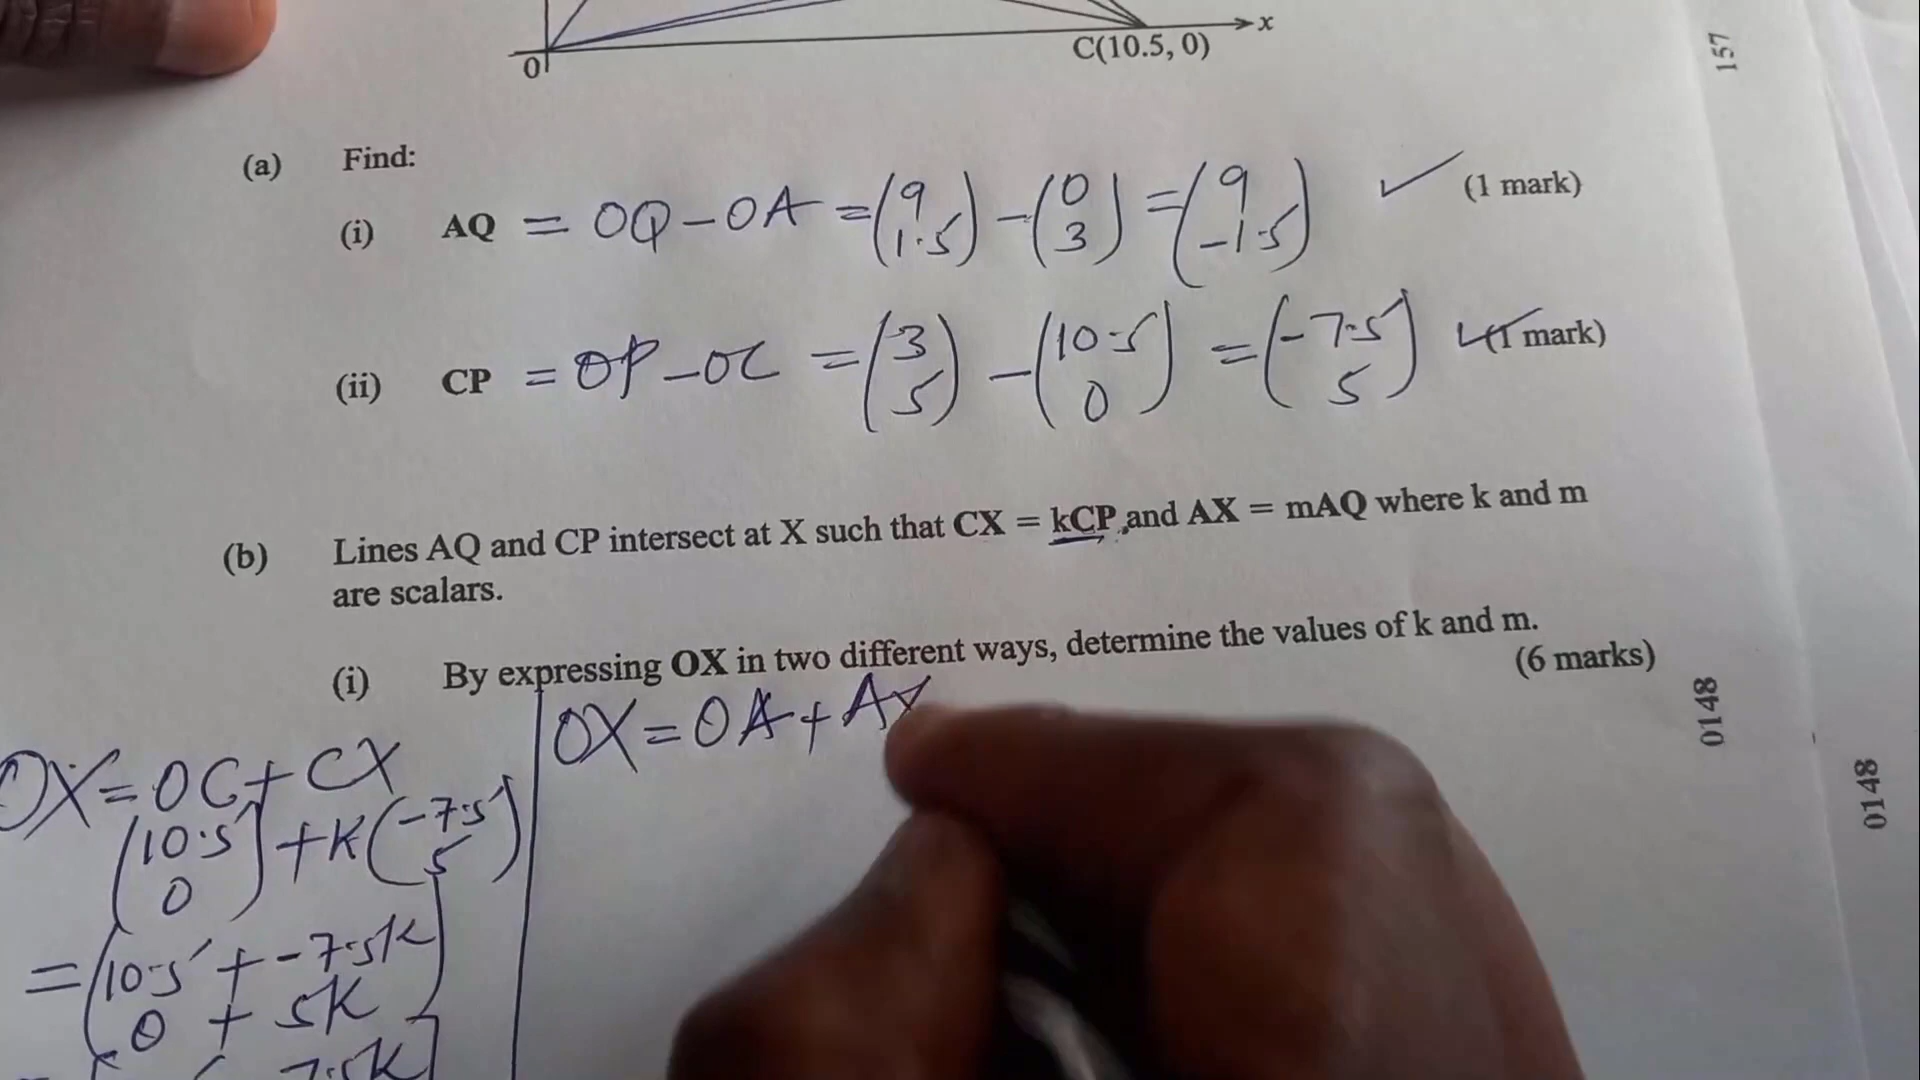 x
C(10.5, 0)
0
157
(a) Find:
(i) AQ = OQ - OA = (9 1.5) - (0 3) = (9 -1.5) ✓ (1 mark)
(ii) CP = OP - OC = (3 5) - (10.5 0) = (-7.5 5) ✓ (1 mark)
(b) Lines AQ and CP intersect at X such that CX = kCP, and AX = mAQ where k and m
are scalars.
(i) By expressing OX in two different ways, determine the values of k and m.
(6 marks)
OX = OC + CX
(10.5 0) + K(-7.5 5)
= (10.5 + -7.5K
0 + 5K)
7.5K
OX = OA + AX
0148
0148